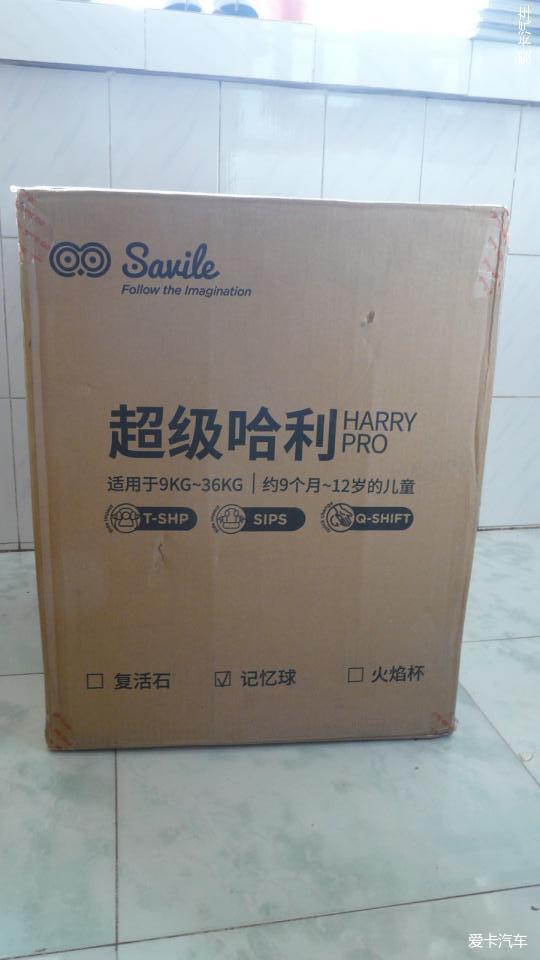 Savile
Follow the Imagination
超级哈利 HARRY PRO
适用于9KG~36KG | 约9个月~12岁的儿童
T-SHP SIPS Q-SHIFT
复活石 记忆球 火焰杯
爱卡汽车